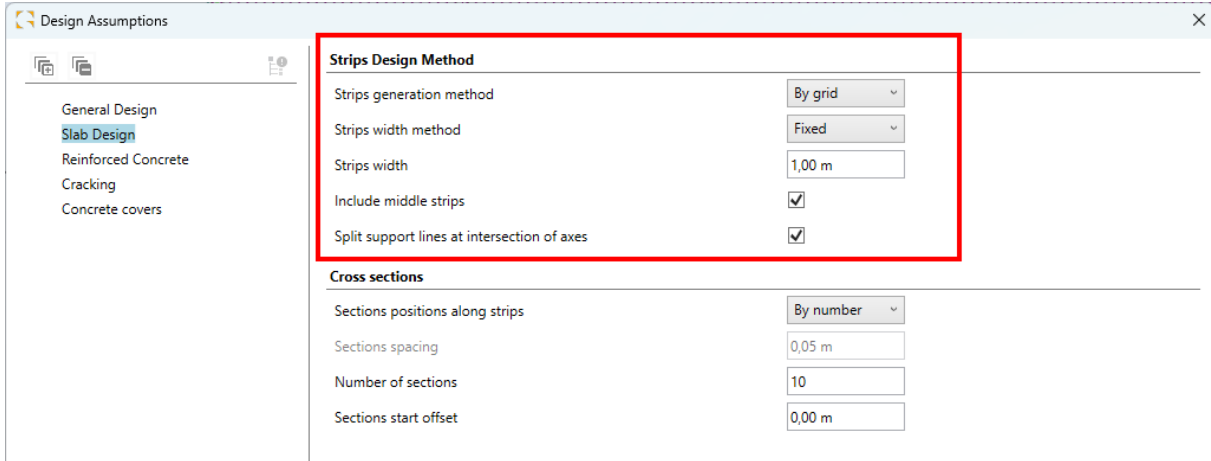 Design Assumptions
General Design
Slab Design
Reinforced Concrete
Cracking
Concrete covers
Strips Design Method
Strips generation method By grid
Strips width method Fixed
Strips width 1,00 m
Include middle strips
Split support lines at intersection of axes
Cross sections
Sections positions along strips By number
Sections spacing 0,05 m
Number of sections 10
Sections start offset 0,00 m